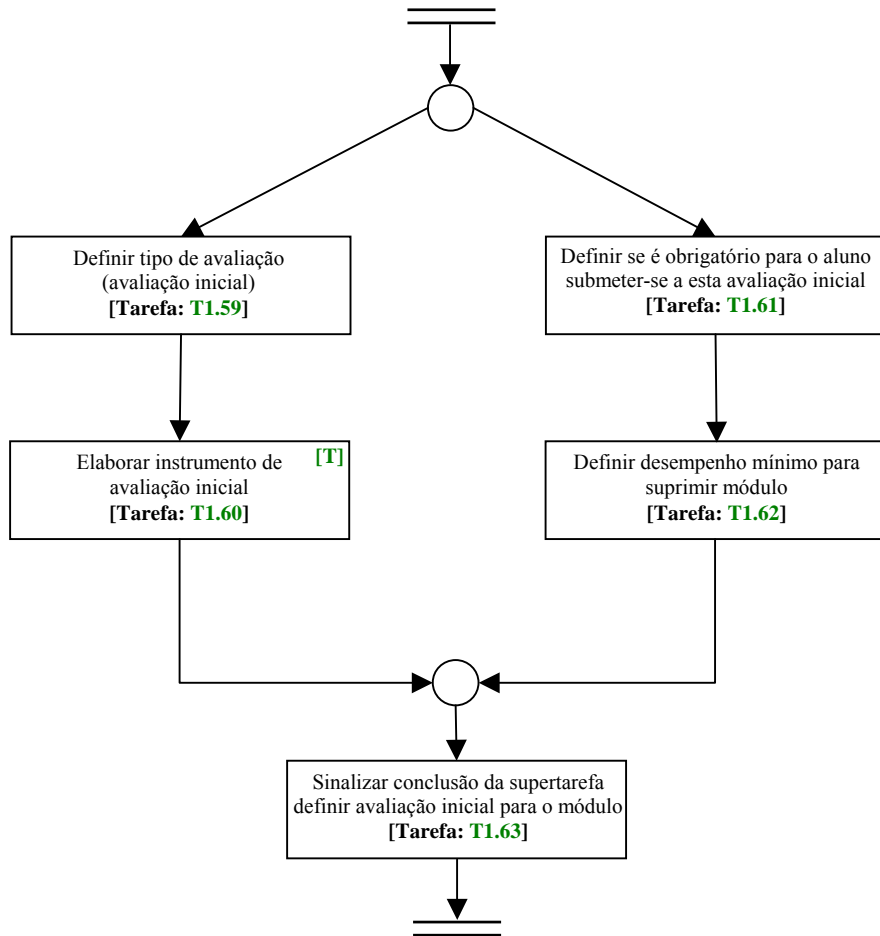 Definir tipo de avaliação
(avaliação inicial)
[Tarefa: T1.59]
Definir se é obrigatório para o aluno
submeter-se a esta avaliação inicial
[Tarefa: T1.61]
Elaborar instrumento de
[T]
avaliação inicial
[Tarefa: T1.60]
Definir desempenho mínimo para
suprimir módulo
[Tarefa: T1.62]
Sinalizar conclusão da supertarefa
definir avaliação inicial para o módulo
[Tarefa: T1.63]